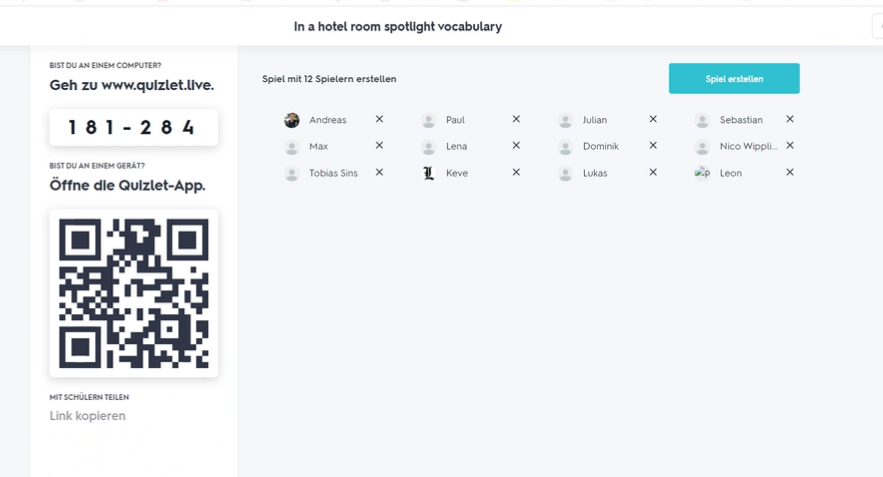 In a hotel room spotlight vocabulary
BIST DU AN EINEM COMPUTER?
Geh zu www.quizlet.live.
181-284
BIST DU AN EINEM GERÄT?
Öffne die Quizlet-App.
MIT SCHÜLERN TEILEN
Link kopieren
Spiel mit 12 Spielern erstellen
Spiel erstellen
Andreas Paul Julian Sebastian
Max Lena Dominik Nico Wippli...
Tobias Sins Keve Lukas Leon